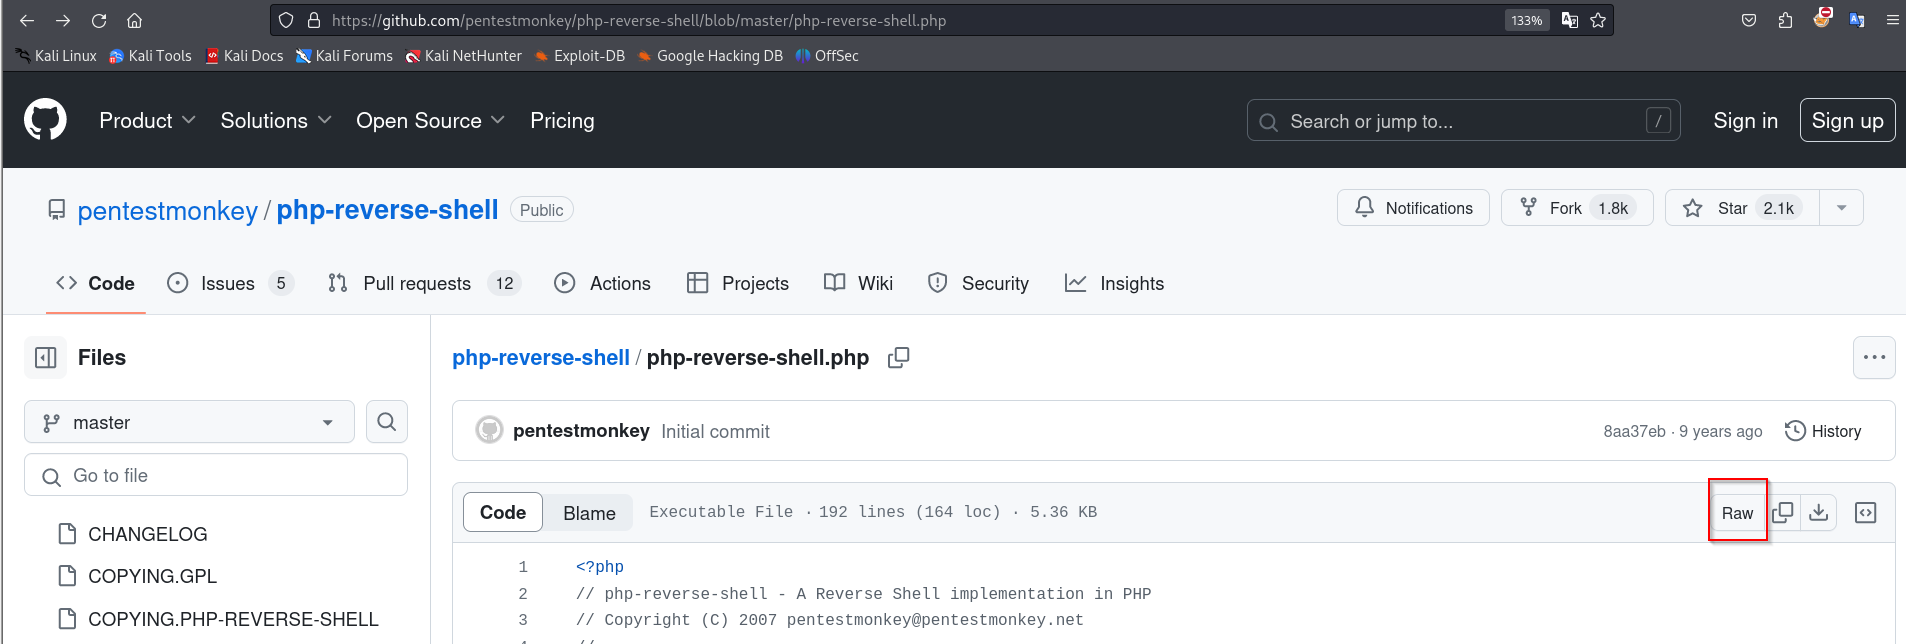 https://github.com/pentestmonkey/php-reverse-shell/blob/master/php-reverse-shell.php 133%
Kali Linux Kali Tools Kali Docs Kali Forums Kali NetHunter Exploit-DB Google Hacking DB OffSec
Product Solutions Open Source Pricing Search or jump to... / Sign in Sign up
pentestmonkey / php-reverse-shell Public Notifications Fork 1.8k Star 2.1k
Code Issues 5 Pull requests 12 Actions Projects Wiki Security Insights
Files
master
Go to file
CHANGELOG
COPYING.GPL
COPYING.PHP-REVERSE-SHELL
php-reverse-shell / php-reverse-shell.php
pentestmonkey Initial commit 8aa37eb · 9 years ago History
Code Blame Executable File · 192 lines (164 loc) · 5.36 KB Raw
1 <?php
2 // php-reverse-shell - A Reverse Shell implementation in PHP
3 // Copyright (C) 2007 pentestmonkey@pentestmonkey.net